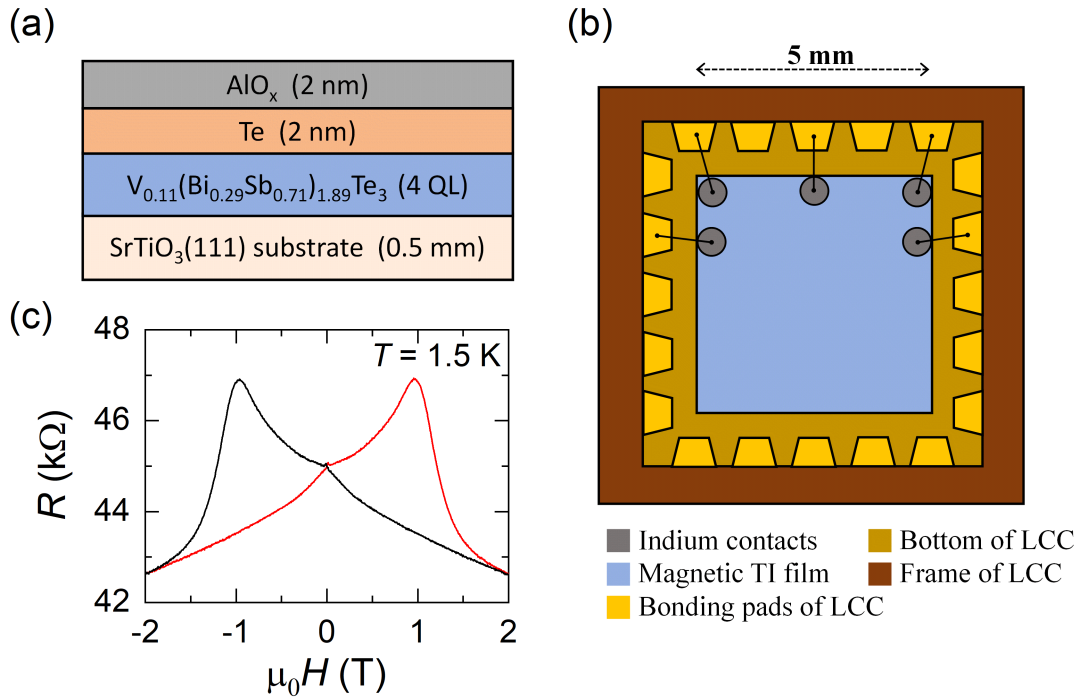 (a)
AlOₓ (2 nm)
Te (2 nm)
V₀.₁₁(Bi₀.₂₉Sb₀.₇₁)₁.₈₉Te₃ (4 QL)
SrTiO₃(111) substrate (0.5 mm)
(b)
5 mm
Indium contacts
Magnetic TI film
Bonding pads of LCC
Bottom of LCC
Frame of LCC
(c)
48
46
44
42
R (kΩ)
T = 1.5 K
-2
-1
0
1
2
μ₀H (T)